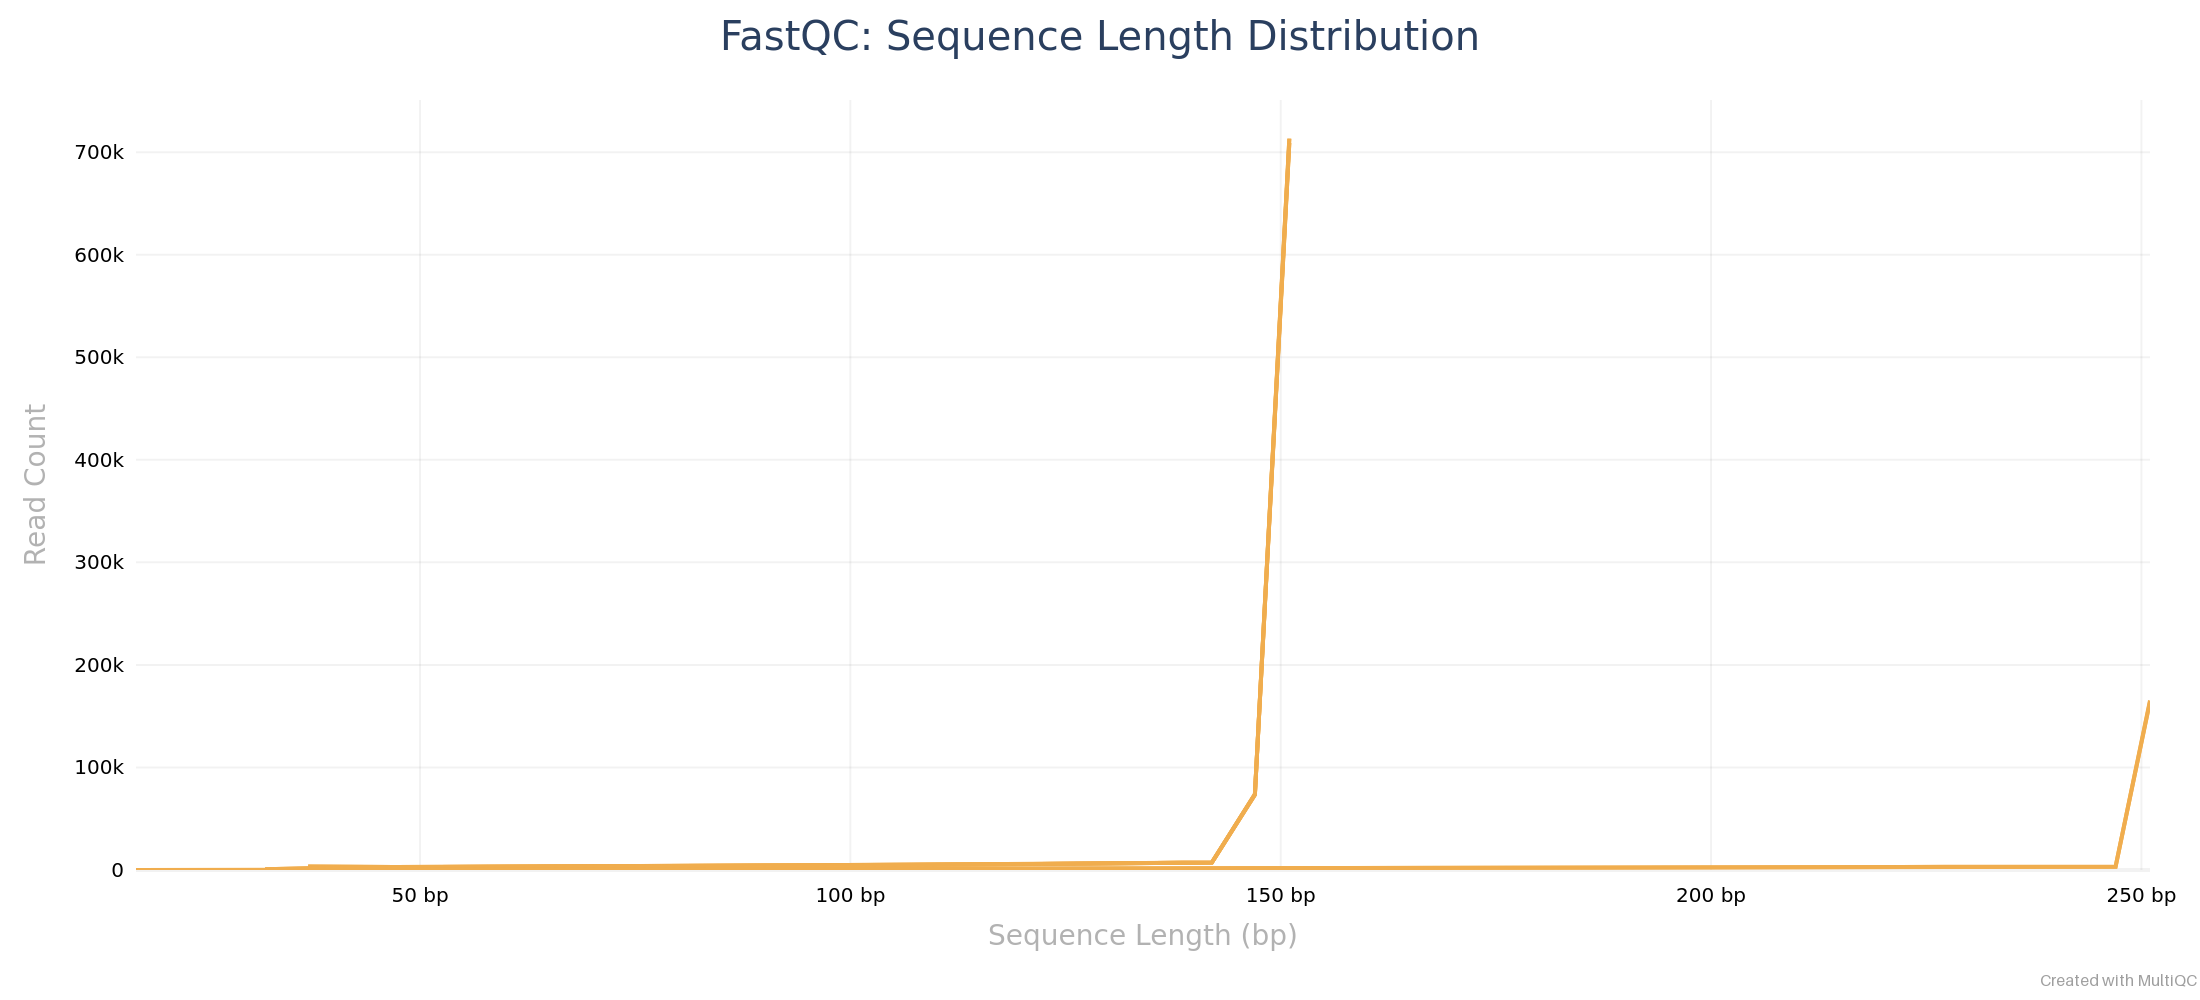 FastQC: Sequence Length Distribution
700k
600k
500k
400k
300k
200k
100k
0
Read Count
50 bp
100 bp
150 bp
200 bp
250 bp
Sequence Length (bp)
Created with MultiQC